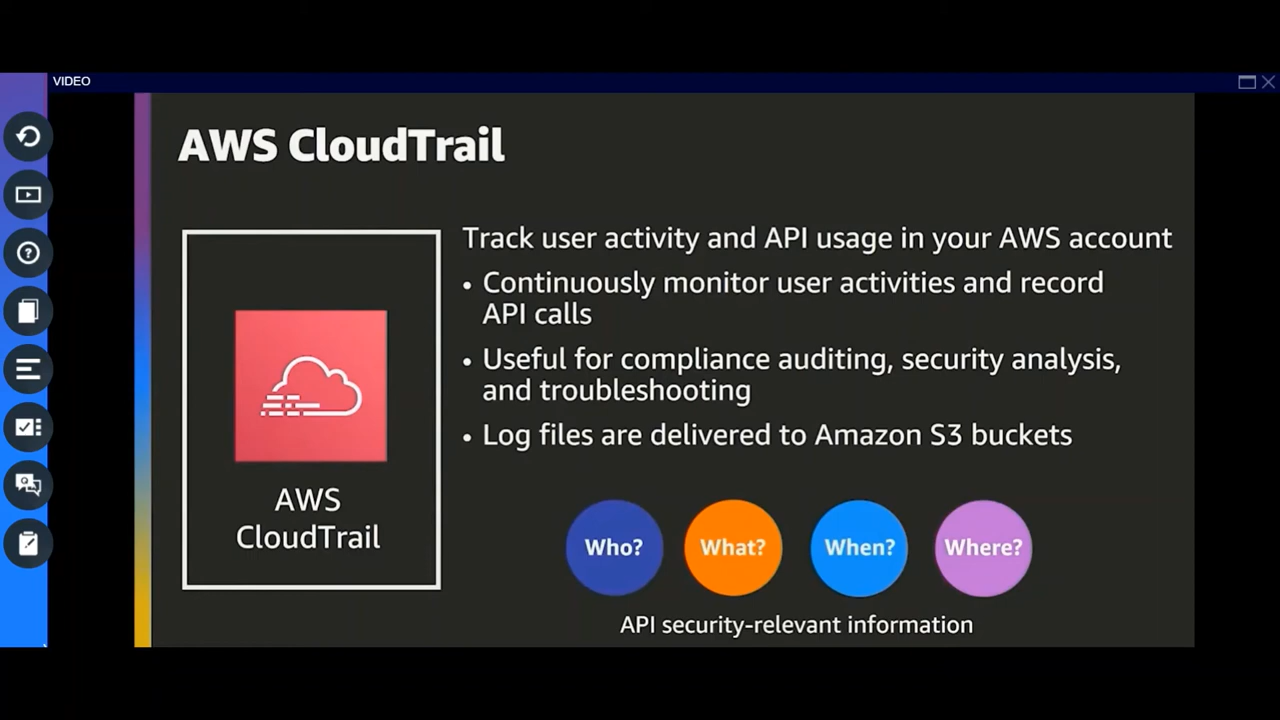 VIDEO
AWS CloudTrail
Track user activity and API usage in your AWS account
• Continuously monitor user activities and record
API calls
• Useful for compliance auditing, security analysis,
and troubleshooting
• Log files are delivered to Amazon S3 buckets
AWS
CloudTrail
Who? What? When? Where?
API security-relevant information